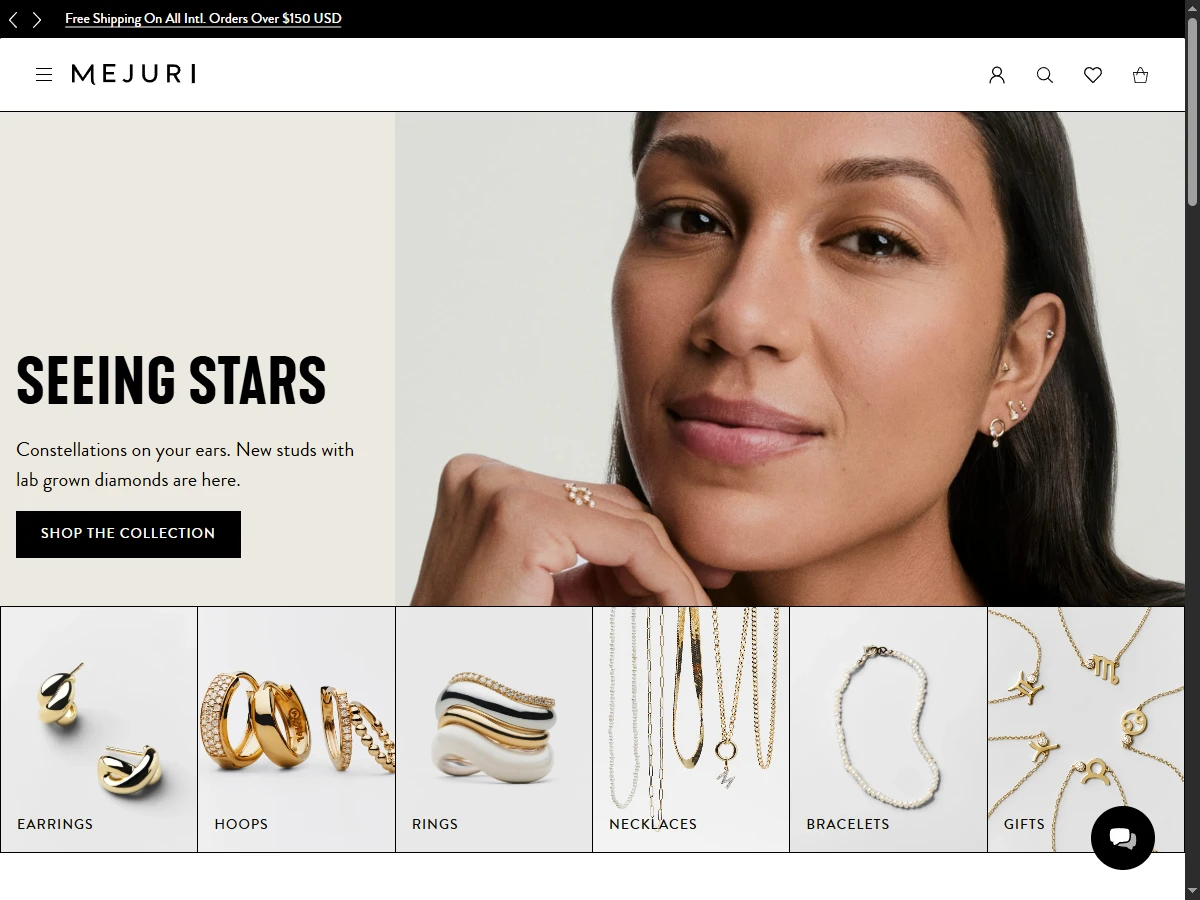 Free Shipping On All Intl. Orders Over $150 USD
MEJURI
SEEING STARS
Constellations on your ears. New studs with
lab grown diamonds are here.
SHOP THE COLLECTION
EARRINGS
HOOPS
RINGS
NECKLACES
BRACELETS
GIFTS